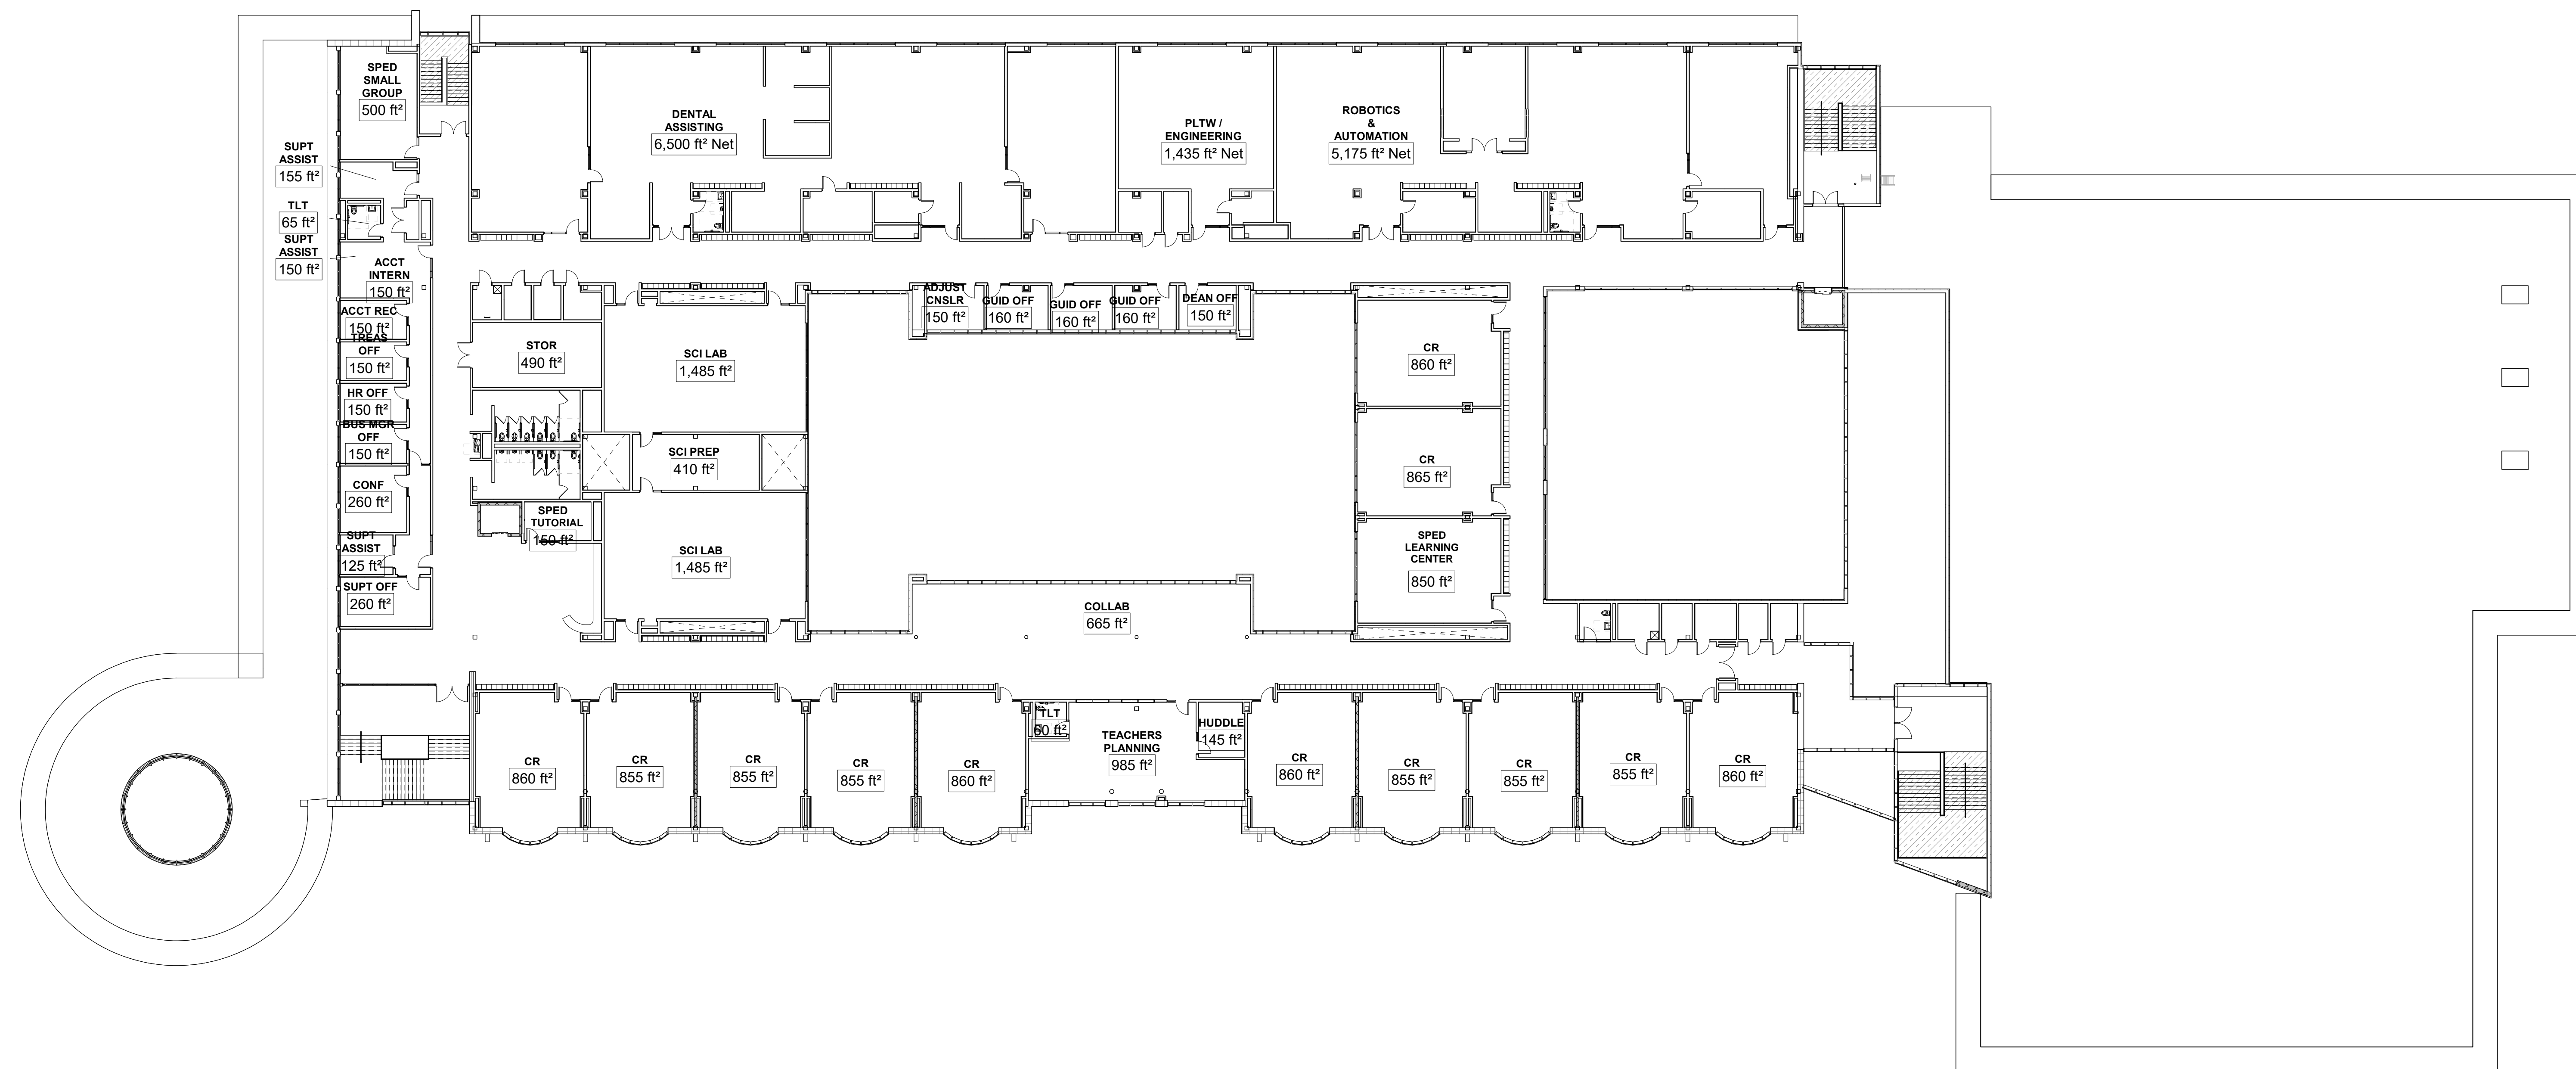 SPED
SMALL
GROUP
500 ft²
SUPT
ASSIST
155 ft²
TLT
65 ft²
SUPT
ASSIST
150 ft²
ACCT
INTERN
150 ft²
ACCT REC
150 ft²
TREAS
OFF
150 ft²
HR OFF
150 ft²
BUS MGR
OFF
150 ft²
CONF
260 ft²
SUPT
ASSIST
125 ft²
SUPT OFF
260 ft²
DENTAL
ASSISTING
6,500 ft² Net
PLTW /
ENGINEERING
1,435 ft² Net
ROBOTICS
&
AUTOMATION
5,175 ft² Net
STOR
490 ft²
SCI LAB
1,485 ft²
SCI PREP
410 ft²
SPED
TUTORIAL
150 ft²
SCI LAB
1,485 ft²
ADJUST
CNSLR
150 ft²
GUID OFF
160 ft²
GUID OFF
160 ft²
GUID OFF
160 ft²
DEAN OFF
150 ft²
CR
860 ft²
CR
865 ft²
SPED
LEARNING
CENTER
850 ft²
COLLAB
665 ft²
CR
860 ft²
CR
855 ft²
CR
855 ft²
CR
855 ft²
CR
860 ft²
TLT
60 ft²
TEACHERS
PLANNING
985 ft²
HUDDLE
145 ft²
CR
860 ft²
CR
855 ft²
CR
855 ft²
CR
855 ft²
CR
860 ft²